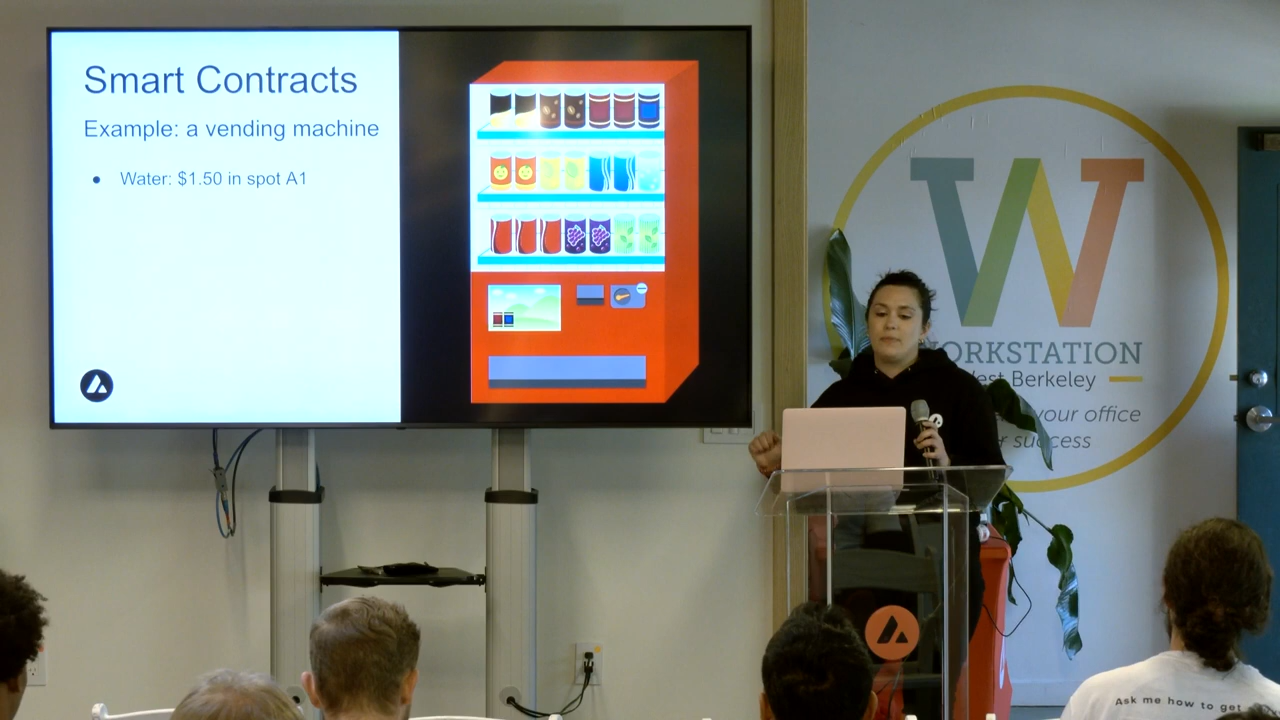 Smart Contracts
Example: a vending machine
● Water: $1.50 in spot A1
W
WORKSTATION
West Berkeley
your office
success
Ask me how to get